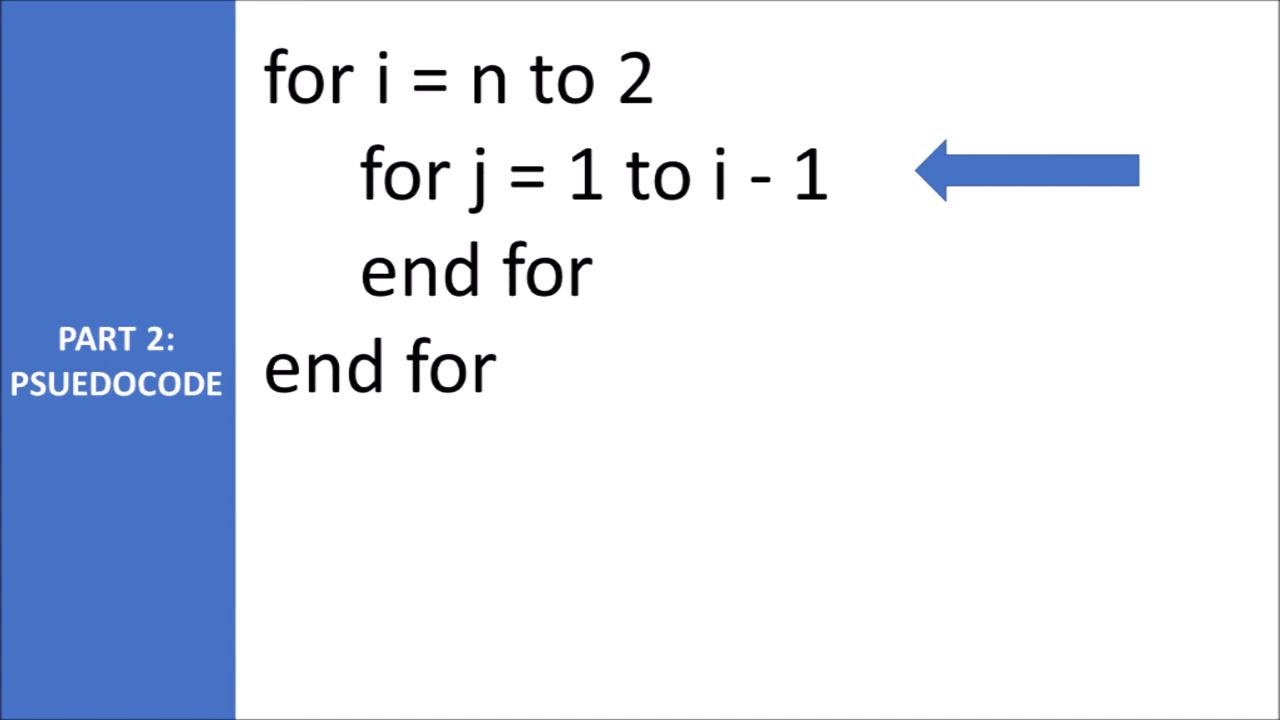 PART 2:
PSUEDOCODE
for i = n to 2
for j = 1 to i - 1
end for
end for